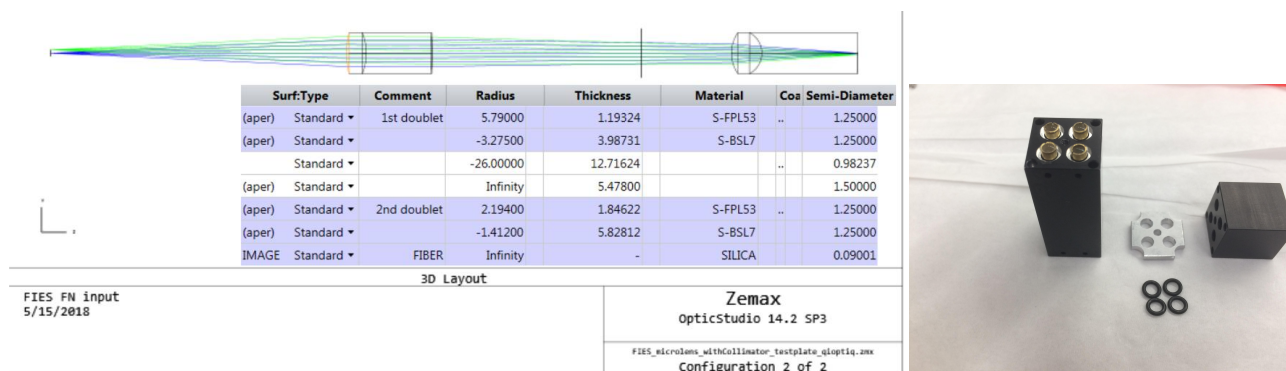 Surf:Type Comment Radius Thickness Material Coa Semi-Diameter
(aper) Standard 1st doublet 5.79000 1.19324 S-FPL53 .. 1.25000
(aper) Standard -3.27500 3.98731 S-BSL7 1.25000
Standard -26.00000 12.71624 .. 0.98237
(aper) Standard Infinity 5.47800 1.50000
(aper) Standard 2nd doublet 2.19400 1.84622 S-FPL53 .. 1.25000
(aper) Standard -1.41200 5.82812 S-BSL7 1.25000
IMAGE Standard FIBER Infinity - SILICA 0.09001
3D Layout
FIES FN input
5/15/2018
Zemax
OpticStudio 14.2 SP3
FIES_microlens_withCollimator_testplate_qioptiq.zmx
Configuration 2 of 2